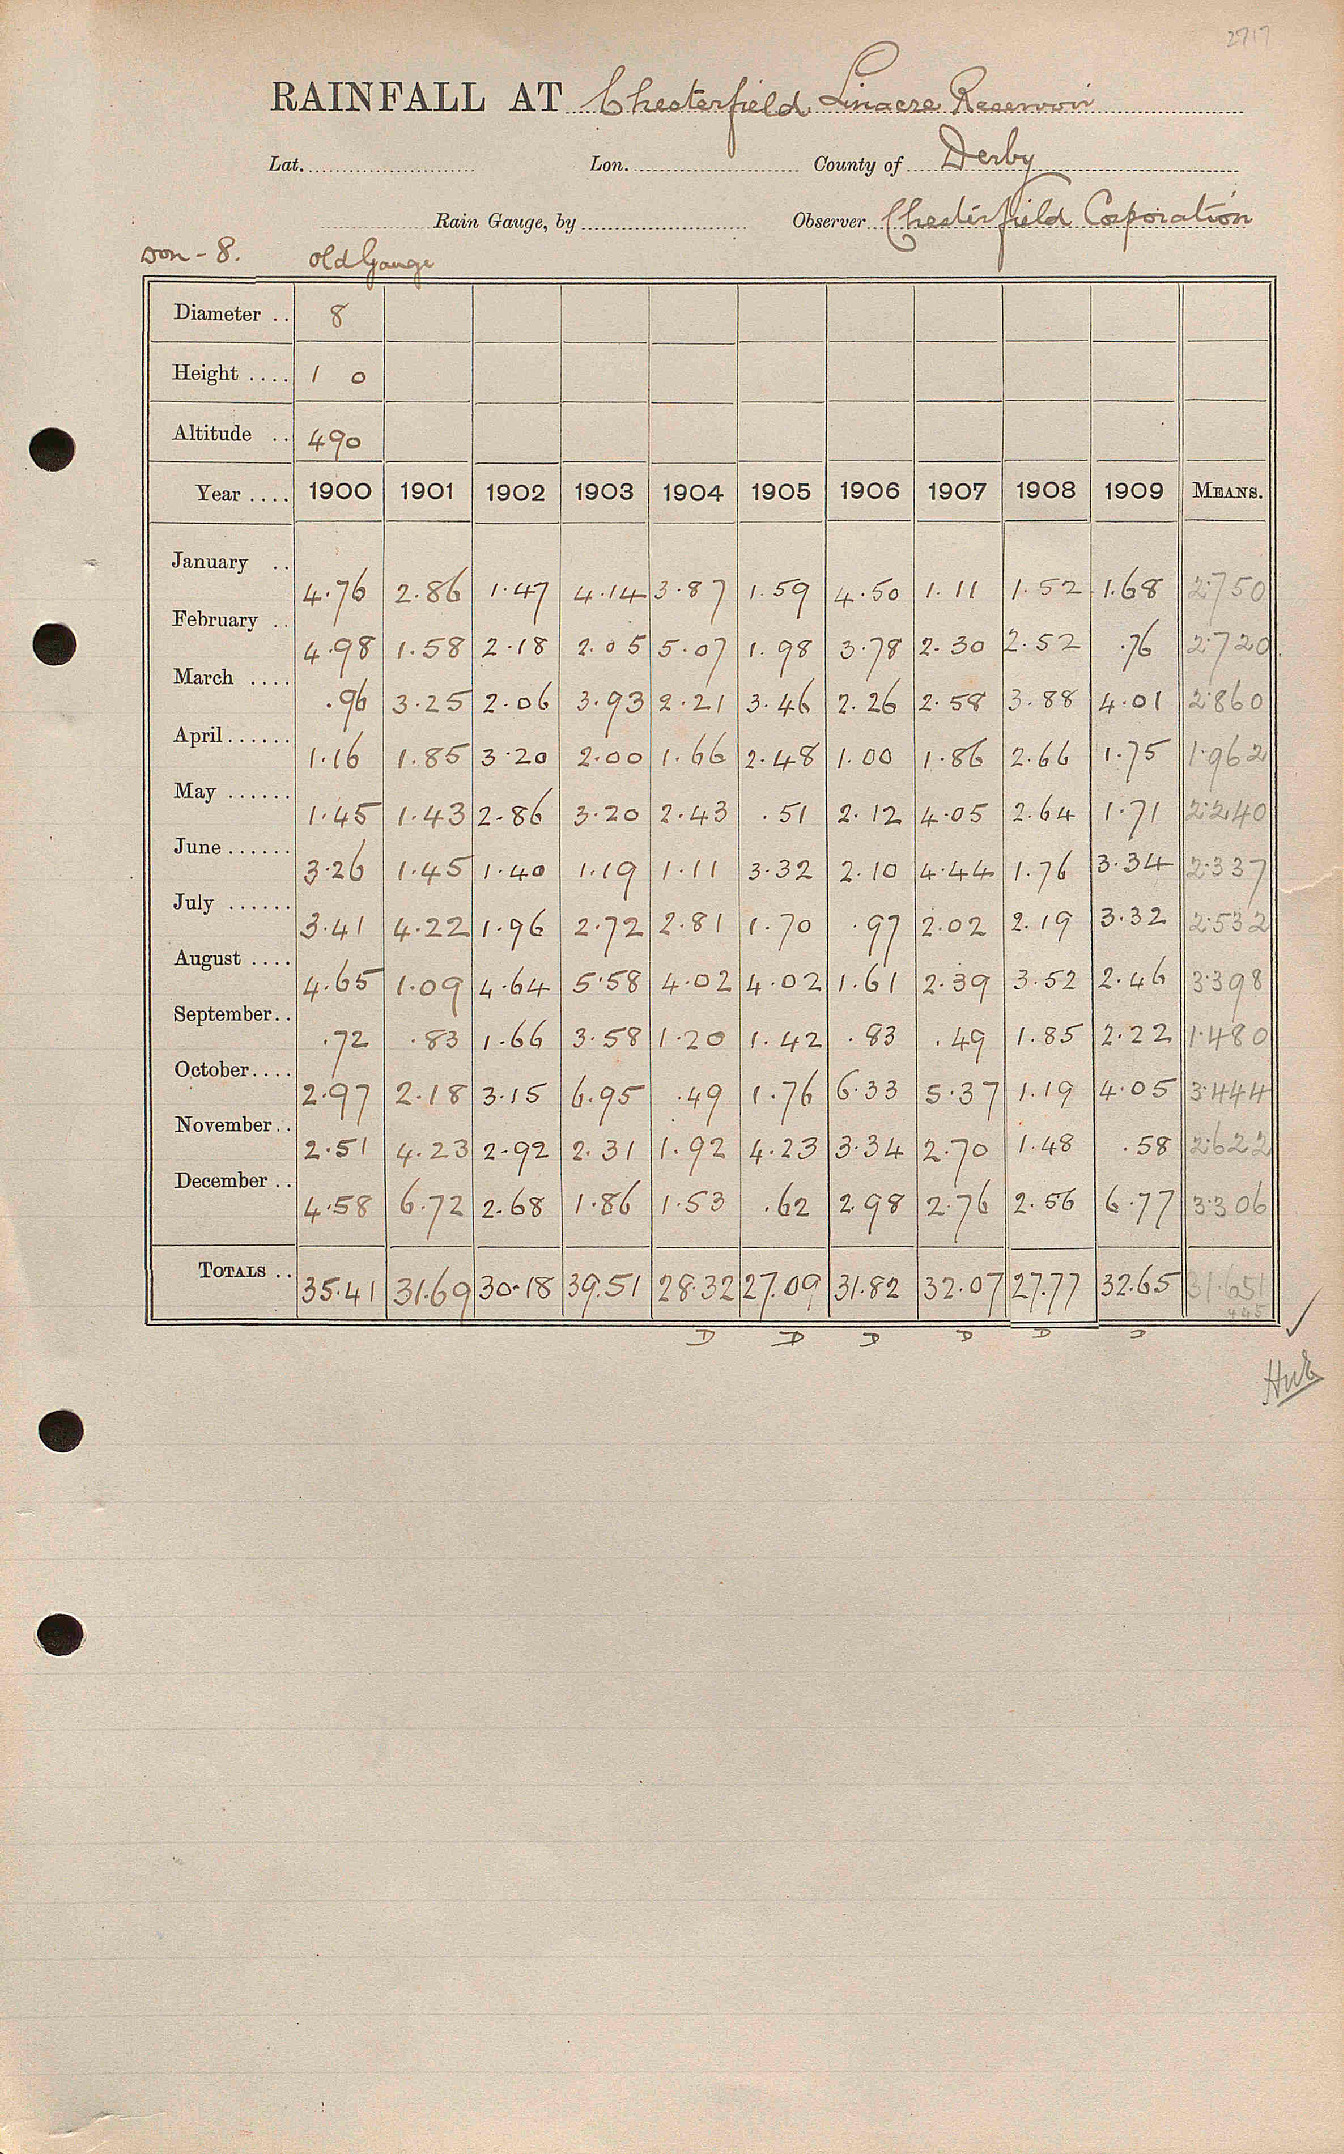 2717
RAINFALL AT Chesterfield Linacre Reservoir
Lat. Lon. County of Derby
Rain Gauge, by Observer Chesterfield Corporation
Don - 8. Old Gauge
Diameter .. 8
Height .... 1 0
Altitude .. 490
Year .... 1900 1901 1902 1903 1904 1905 1906 1907 1908 1909 MEANS.
January .. 4.76 2.86 1.47 4.14 3.87 1.59 4.50 1.11 1.52 1.68 2.750
February .. 4.98 1.58 2.18 2.05 5.07 1.98 3.78 2.30 2.52 .76 2.720
March .... .96 3.25 2.06 3.93 2.21 3.46 2.26 2.58 3.88 4.01 2.860
April...... 1.16 1.85 3.20 2.00 1.66 2.48 1.00 1.86 2.66 1.75 1.962
May ...... 1.45 1.43 2.86 3.20 2.43 .51 2.12 4.05 2.64 1.71 2.240
June...... 3.26 1.45 1.40 1.19 1.11 3.32 2.10 4.44 1.76 3.34 2.337
July ...... 3.41 4.22 1.96 2.72 2.81 1.70 .97 2.02 2.19 3.32 2.532
August .... 4.65 1.09 4.64 5.58 4.02 4.02 1.61 2.39 3.52 2.46 3.398
September.. .72 .83 1.66 3.58 1.20 1.42 .83 .49 1.85 2.22 1.480
October.... 2.97 2.18 3.15 6.95 .49 1.76 6.33 5.37 1.19 4.05 3.444
November.. 2.51 4.23 2.92 2.31 1.92 4.23 3.34 2.70 1.48 .58 2.622
December .. 4.58 6.72 2.68 1.86 1.53 .62 2.98 2.76 2.56 6.77 3.306
TOTALS .. 35.41 31.69 30.18 39.51 28.32 27.09 31.82 32.07 27.77 32.65 31.651
D D D D D D